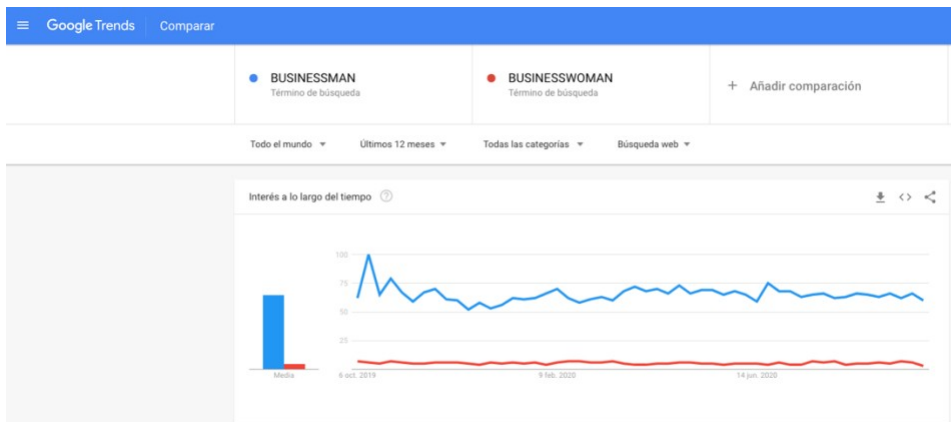 Google Trends Comparar
BUSINESSMAN
Término de búsqueda
BUSINESSWOMAN
Término de búsqueda
+ Añadir comparación
Todo el mundo Últimos 12 meses Todas las categorías Búsqueda web
Interés a lo largo del tiempo ?
100
75
50
25
Media 6 oct. 2019 9 feb. 2020 14 jun. 2020